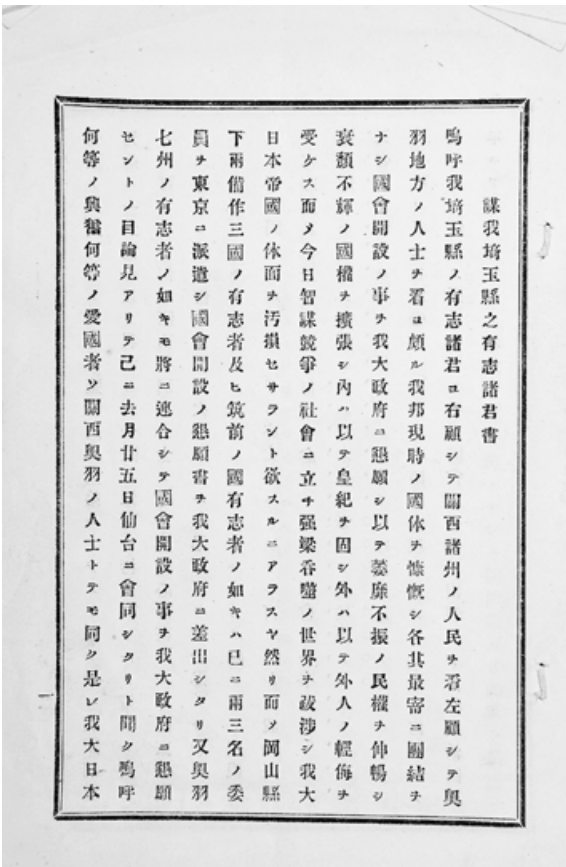 謀我埼玉縣之有志諸君書
嗚呼我埼玉縣ノ有志諸君ヨ右顧シテ關西諸州ノ人民ヲ看左顧シテ奥
羽地方ノ人士ヲ看ヨ頗ル我邦現時ノ國休ヲ慷慨シ各其最寄ニ團結ヲ
ナシ國會開設ノ事ヲ我大政府ニ懇願シ以テ萎靡不振ノ民權ヲ伸暢シ
衰頽不輝ノ國權ヲ擴張シ內ハ以テ皇紀ヲ固シ外ハ以テ外人ノ輕侮ヲ
受ケス而メ今日智謀競爭ノ社會ニ立チ强梁呑噬ノ世界ヲ跋涉シ我大
日本帝國ノ休面ヲ汚損セサラント欲スルニアラスヤ然リ而メ岡山縣
下兩備作三國ノ有志者及ヒ筑前ノ國有志者ノ如キハ已ニ兩三名ノ委
員ヲ東京ニ派遣シ國會開設ノ懇願書ヲ我大政府ニ差出シタリ又奥羽
七州ノ有志者ノ如キモ將ニ連合シテ國會開設ノ事ヲ我大政府ニ懇願
セントノ目論見アリテ己ニ去月廿五日仙台ニ會同シタリト聞ク嗚呼
何等ノ奥奮何等ノ愛國者ソ關西奥羽ノ人士トテモ同ク是レ我大日本